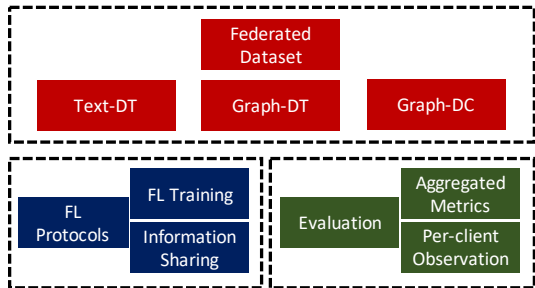 Federated
Dataset
Text-DT
Graph-DT
Graph-DC
FL
Protocols
FL Training
Information
Sharing
Evaluation
Aggregated
Metrics
Per-client
Observation